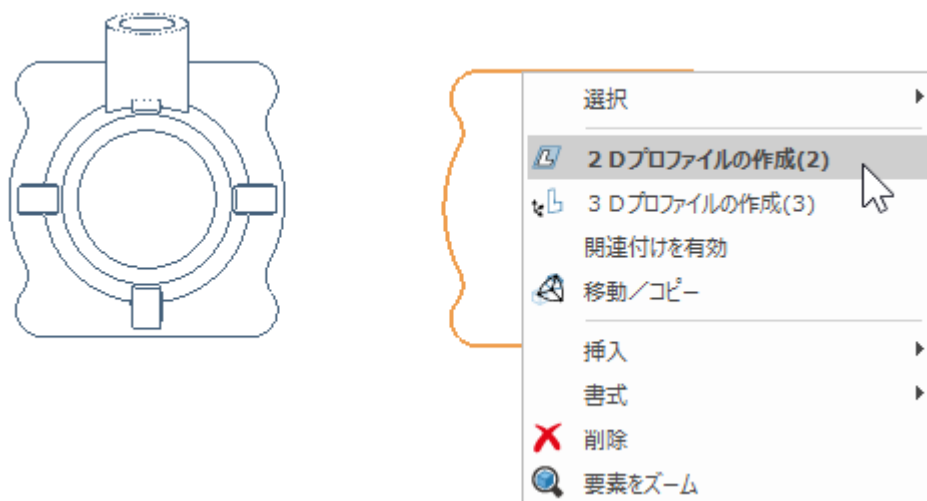 選択
２Dプロファイルの作成(2)
３Dプロファイルの作成(3)
関連付けを有効
移動／コピー
挿入
書式
削除
要素をズーム